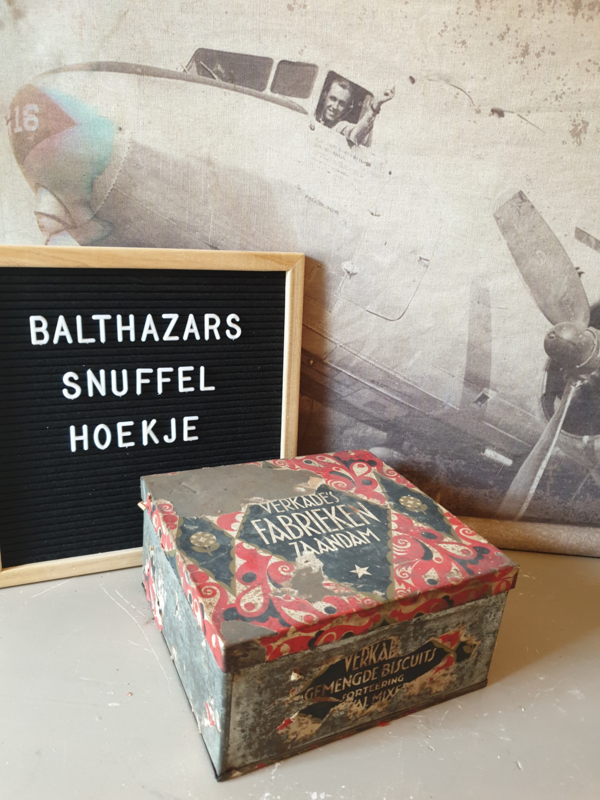 16
BALTHAZARS
SNUFFEL
HOEKJE
VERKADE'S
FABRIEKEN
ZAANDAM
VERKADE
GEMENGDE BISCUITS
SORTEERING